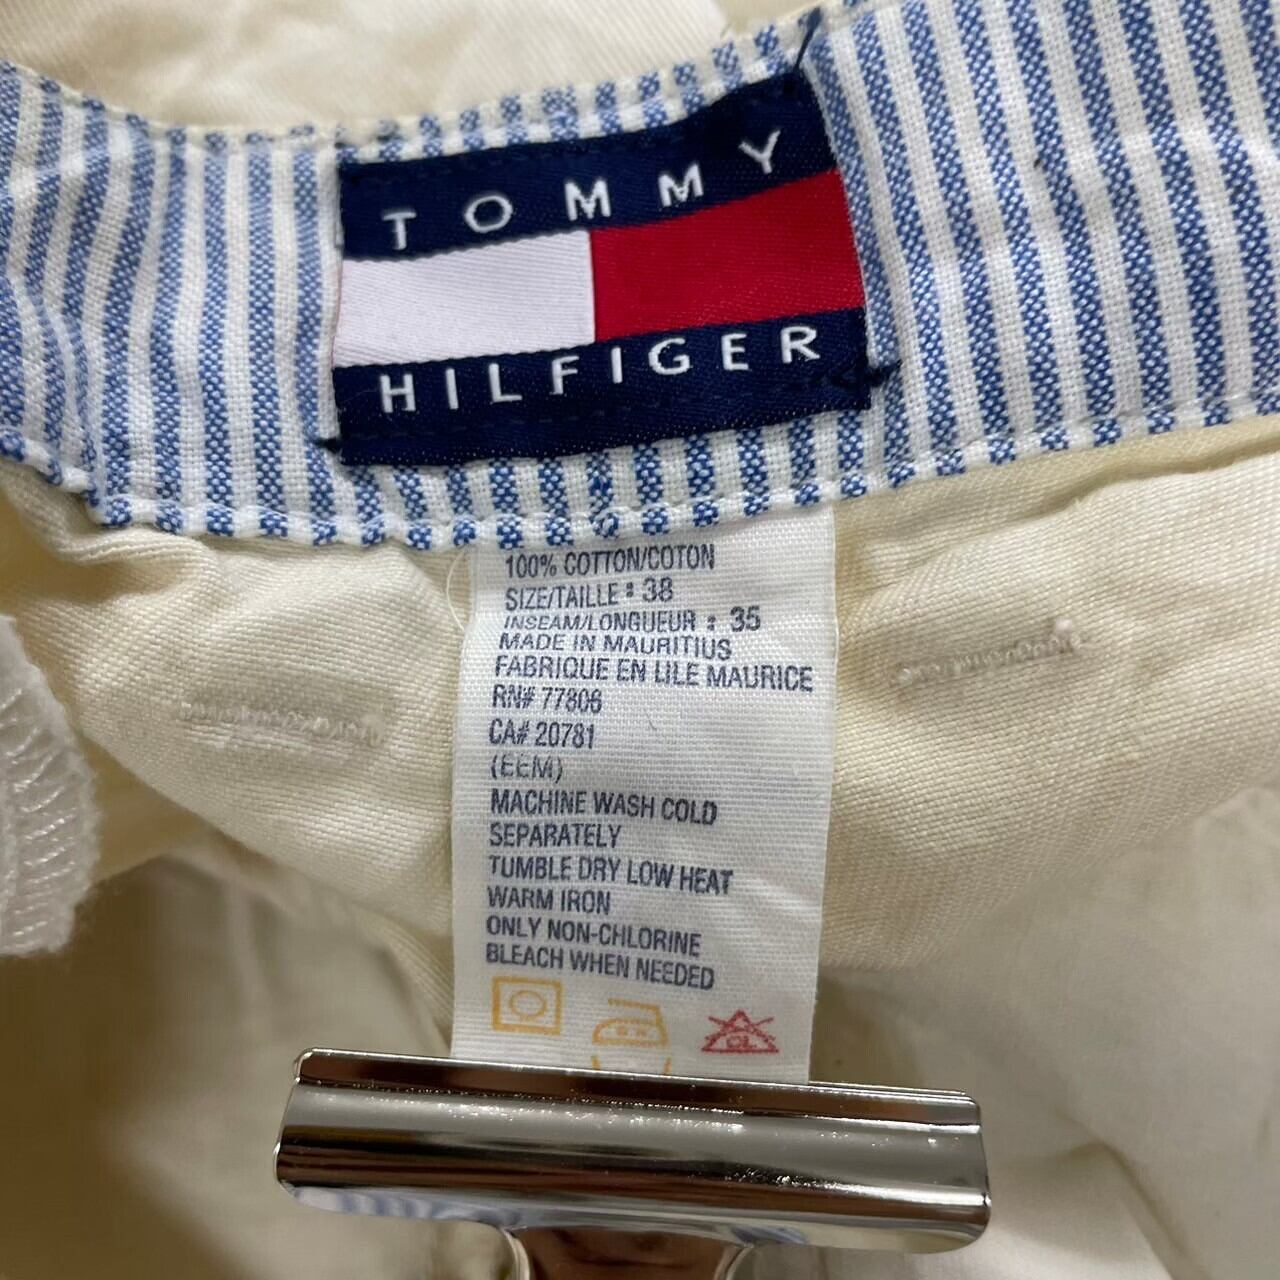 TOMMY
HILFIGER
100% COTTON/COTON
SIZE/TAILLE : 38
INSEAM/LONGUEUR : 35
MADE IN MAURITIUS
FABRIQUE EN LILE MAURICE
RN# 77806
CA# 20781
(EEM)
MACHINE WASH COLD
SEPARATELY
TUMBLE DRY LOW HEAT
WARM IRON
ONLY NON-CHLORINE
BLEACH WHEN NEEDED
CL